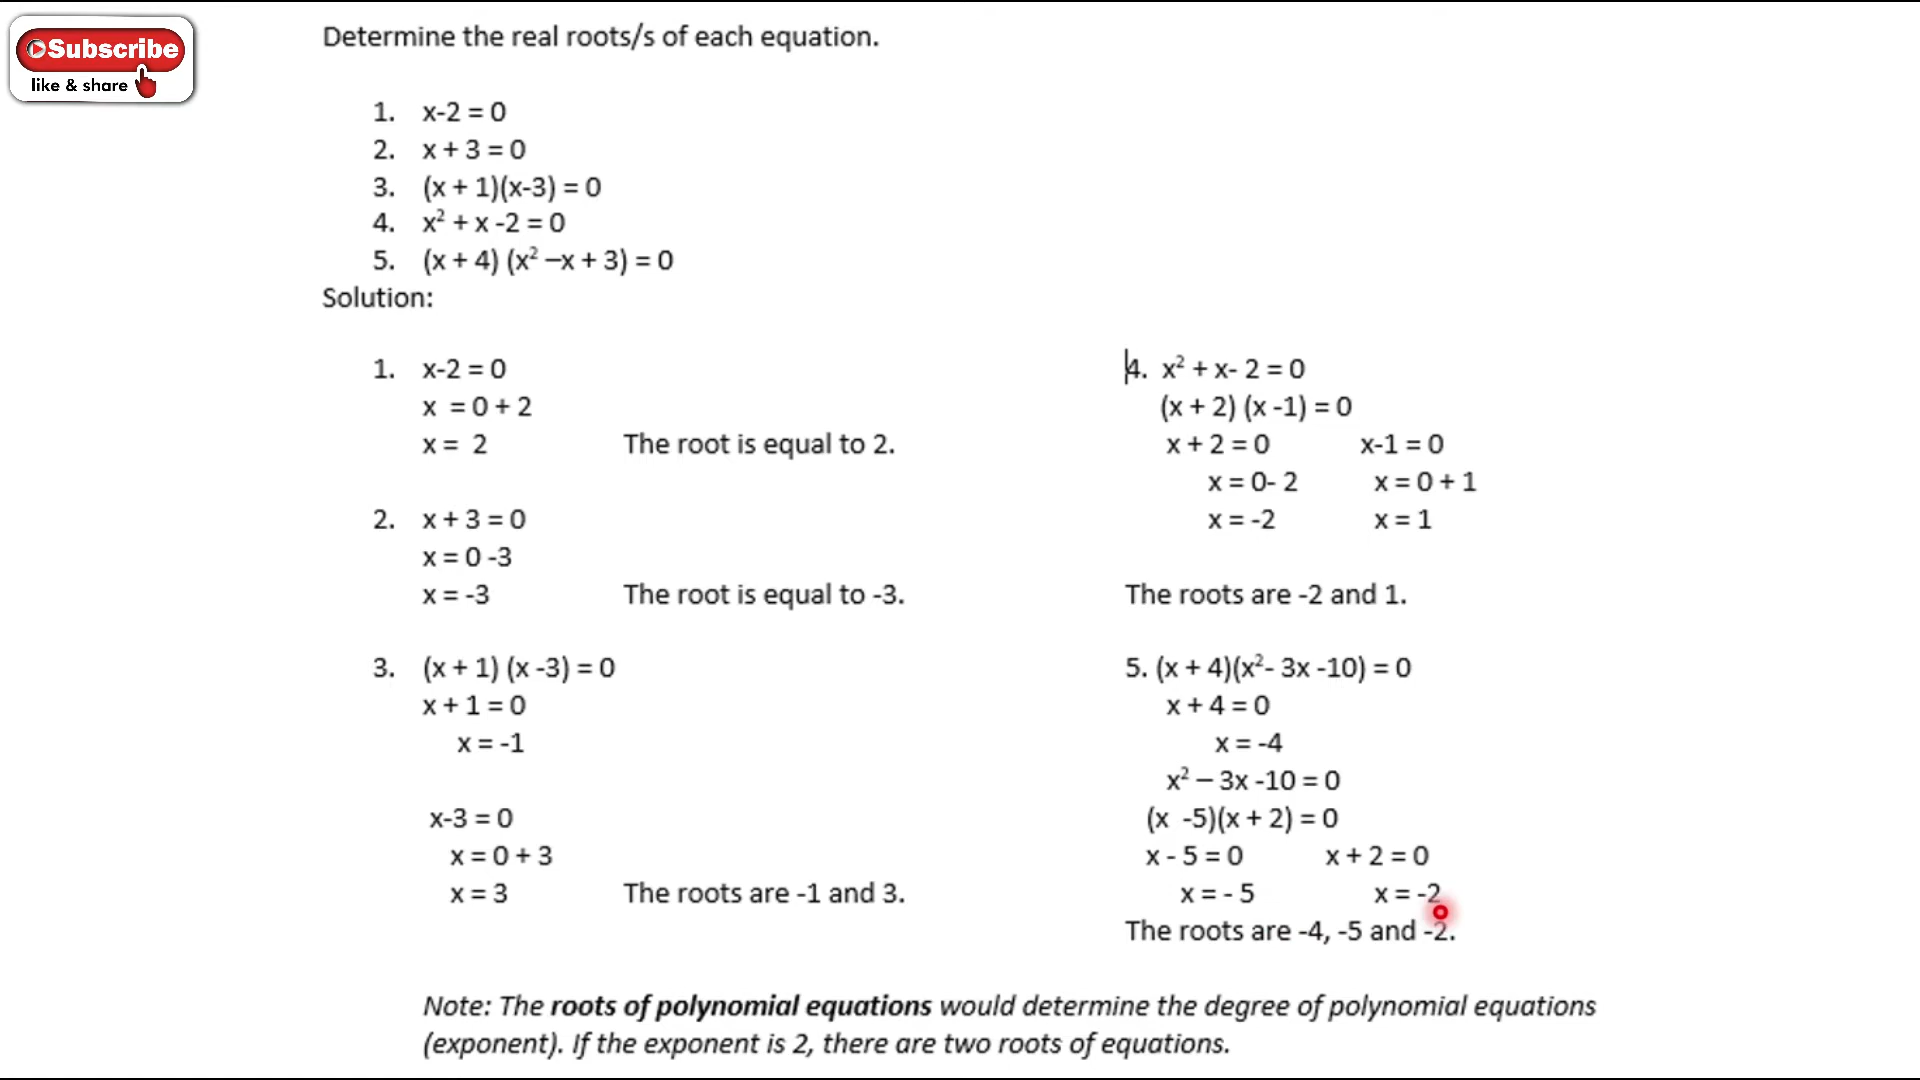 Subscribe
like & share
Determine the real roots/s of each equation.
1. x-2 = 0
2. x + 3 = 0
3. (x + 1)(x-3) = 0
4. x² + x -2 = 0
5. (x + 4) (x² –x + 3) = 0
Solution:
1. x-2 = 0
x = 0 + 2
x = 2 The root is equal to 2.
2. x + 3 = 0
x = 0 -3
x = -3 The root is equal to -3.
3. (x + 1) (x -3) = 0
x + 1 = 0
x = -1
x-3 = 0
x = 0 + 3
x = 3 The roots are -1 and 3.
4. x² + x- 2 = 0
(x + 2) (x -1) = 0
x + 2 = 0 x-1 = 0
x = 0- 2 x = 0 + 1
x = -2 x = 1
The roots are -2 and 1.
5. (x + 4)(x²- 3x -10) = 0
x + 4 = 0
x = -4
x² – 3x -10 = 0
(x -5)(x + 2) = 0
x - 5 = 0 x + 2 = 0
x = - 5 x = -2
The roots are -4, -5 and -2.
Note: The roots of polynomial equations would determine the degree of polynomial equations
(exponent). If the exponent is 2, there are two roots of equations.